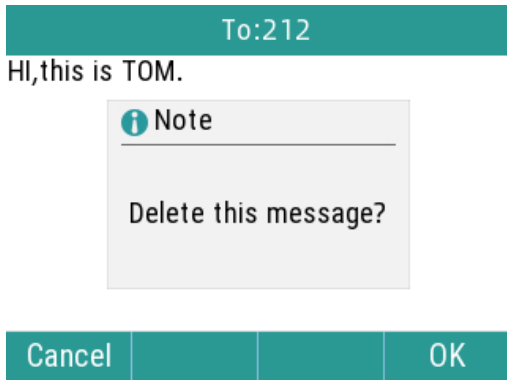 To:212
HI,this is TOM.
Note
Delete this message?
Cancel
OK